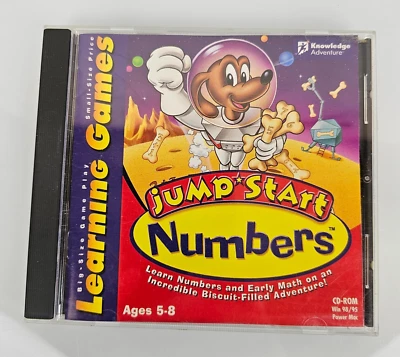 Big-Size Game Play Small-Size Price
Learning Games
Knowledge
Adventure®
JUMPSTART
Numbers™
Learn Numbers and Early Math on an
Incredible Biscuit-Filled Adventure!
Ages 5-8
CD-ROM
Win 98/95
Power Mac